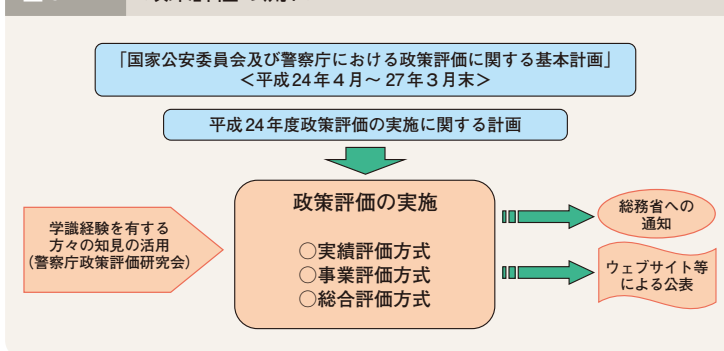 「国家公安委員会及び警察庁における政策評価に関する基本計画」
＜平成24年４月～27年３月末＞
平成24年度政策評価の実施に関する計画
学識経験を有する
方々の知見の活用
(警察庁政策評価研究会)
政策評価の実施
○実績評価方式
○事業評価方式
○総合評価方式
総務省への
通知
ウェブサイト等
による公表